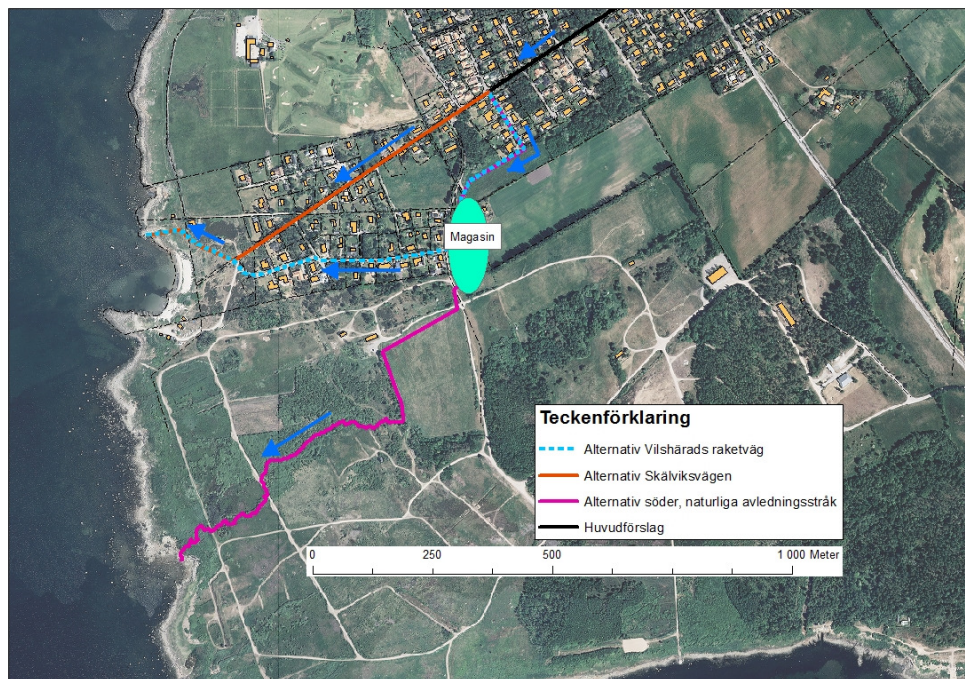 Magasin
Teckenförklaring
Alternativ Vilshärads raketväg
Alternativ Skälviksvägen
Alternativ söder, naturliga avledningsstråk
Huvudförslag
0 250 500 1 000 Meter